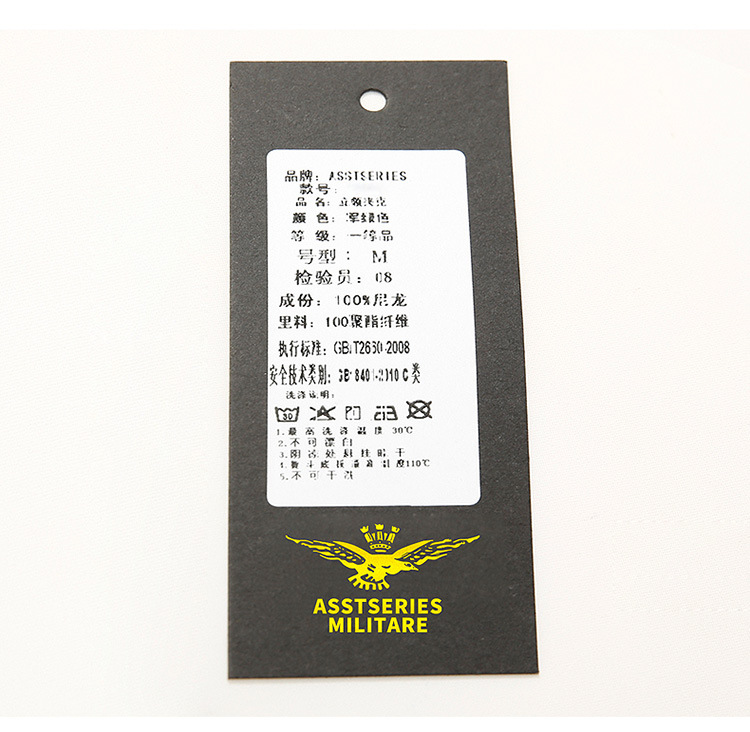 品牌: ASSTSERIES
款号:
品名: 立领夹克
颜色: 军绿色
等级: 一等品
号型: M
检验员: 08
成份: 100%尼龙
里料: 100聚酯纤维
执行标准: GB/T2660-2008
安全技术类别: GB18401-2010 C类
洗涤说明:
30
1.最高洗涤温度 30℃
2.不可漂白
3.阴凉处悬挂晾干
4.熨斗底板最高温度110℃
5.不可干洗
ASSTSERIES
MILITARE